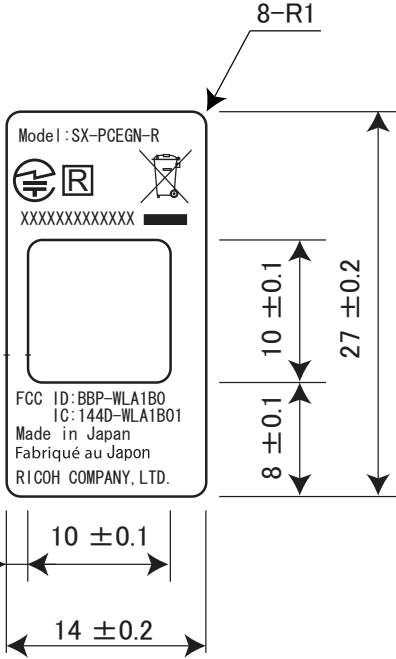 8-R1
Model:SX-PCEGN-R
R
XXXXXXXXXXXXX
FCC ID:BBP-WLA1B0
IC:144D-WLA1B01
Made in Japan
Fabriqué au Japon
RICOH COMPANY,LTD.
10 ±0.1
8 ±0.1
27 ±0.2
10 ±0.1
14 ±0.2